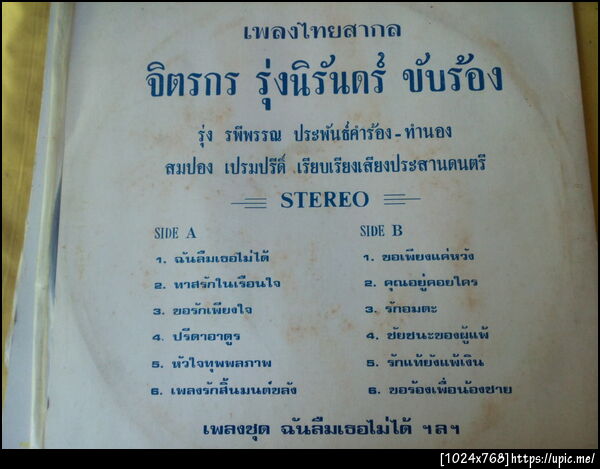 เพลงไทยสากล
จิตรกร รุ่งนิรันดร์ ขับร้อง
รุ่ง รพีพรรณ ประพันธ์คำร้อง - ทำนอง
สมปอง เปรมปรีดิ์ เรียบเรียงเสียงประสานดนตรี
STEREO
SIDE A
1. ฉันลืมเธอไม่ได้
2. ทาสรักในเรือนใจ
3. ขอรักเพียงใจ
4. ปรีดาอาดูร
5. หัวใจทุพพลภาพ
6. เพลงรักสิ้นมนต์ขลัง
SIDE B
1. ขอเพียงแค่หวัง
2. คุณอยู่คอยใคร
3. รักอมตะ
4. ชัยชนะของผู้แพ้
5. รักแท้ยังแพ้เงิน
6. ขอร้องเพื่อน้องชาย
เพลงชุด ฉันลืมเธอไม่ได้ ฯลฯ
[1024x768]https://upic.me/